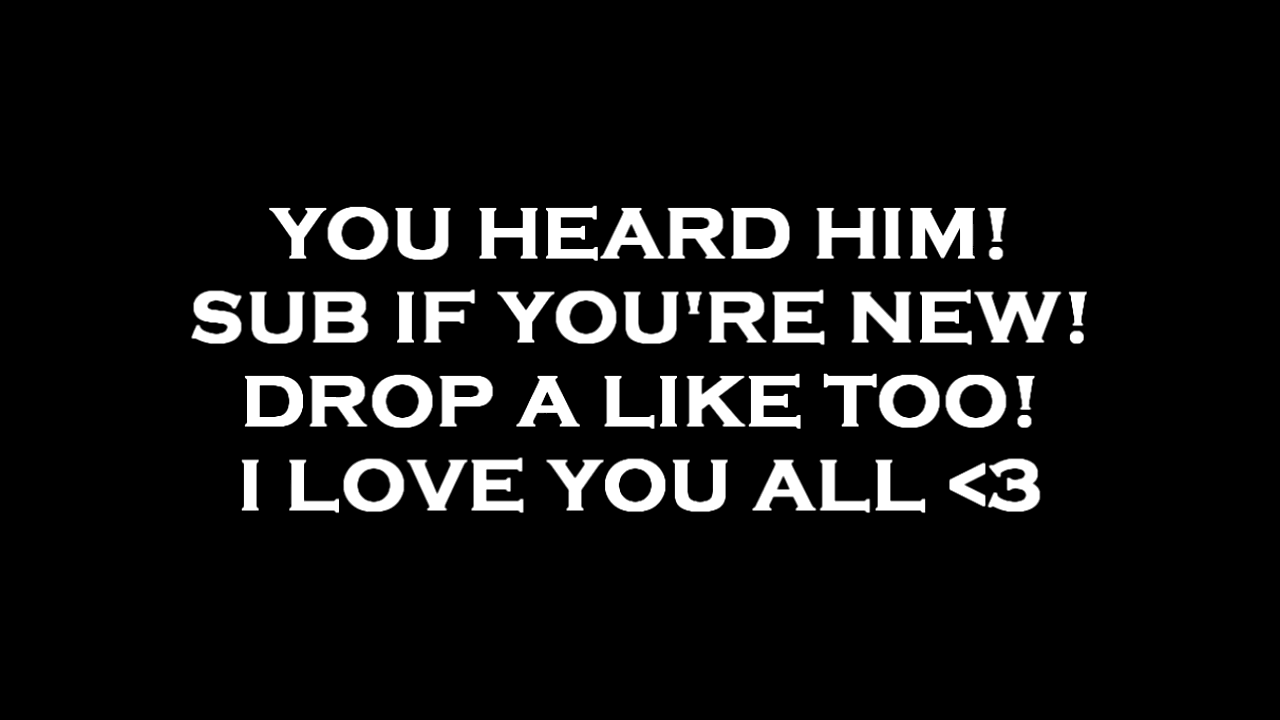 YOU HEARD HIM!
SUB IF YOU'RE NEW!
DROP A LIKE TOO!
I LOVE YOU ALL <3